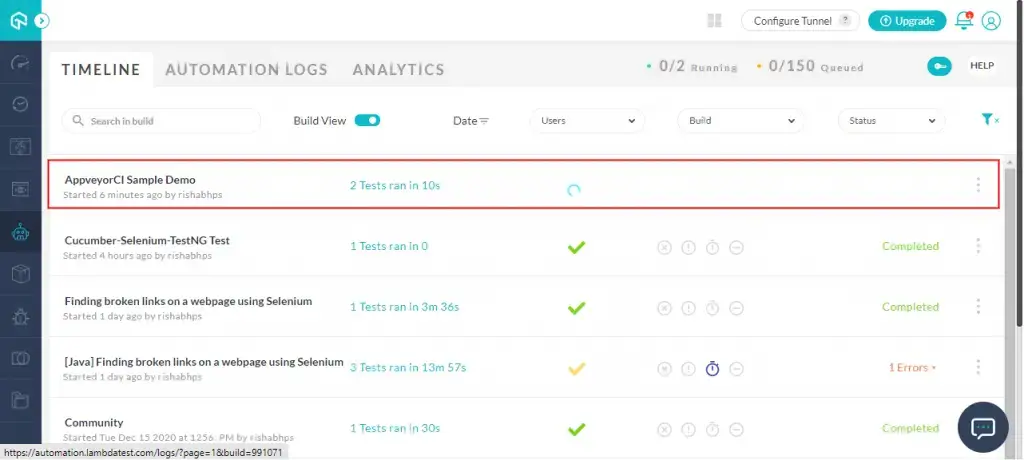 Configure Tunnel ?
Upgrade
TIMELINE AUTOMATION LOGS ANALYTICS
0/2 Running 0/150 Queued
HELP
Search in build
Build View
Date
Users
Build
Status
AppveyorCI Sample Demo
2 Tests ran in 10s
Started 6 minutes ago by rishabhps
Cucumber-Selenium-TestNG Test
1 Tests ran in 0
Completed
Started 4 hours ago by rishabhps
Finding broken links on a webpage using Selenium
1 Tests ran in 3m 36s
Completed
Started 1 day ago by rishabhps
[Java] Finding broken links on a webpage using Selenium
3 Tests ran in 13m 57s
1 Errors
Started 1 day ago by rishabhps
Community
1 Tests ran in 30s
Completed
Started Tue Dec 15 2020 at 1256. PM by rishabhps
https://automation.lambdatest.com/logs/?page=1&build=991071